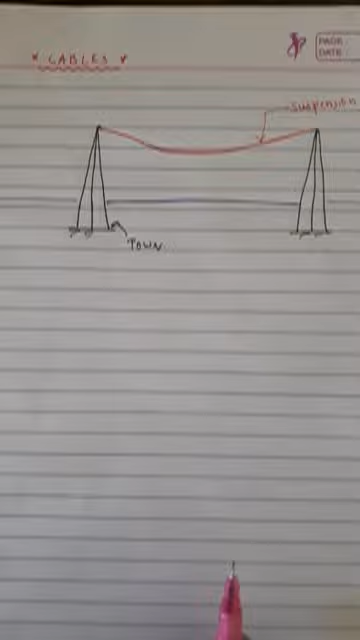 * CABLES *
PAGE:
DATE:
SUSPENSION
TOWN